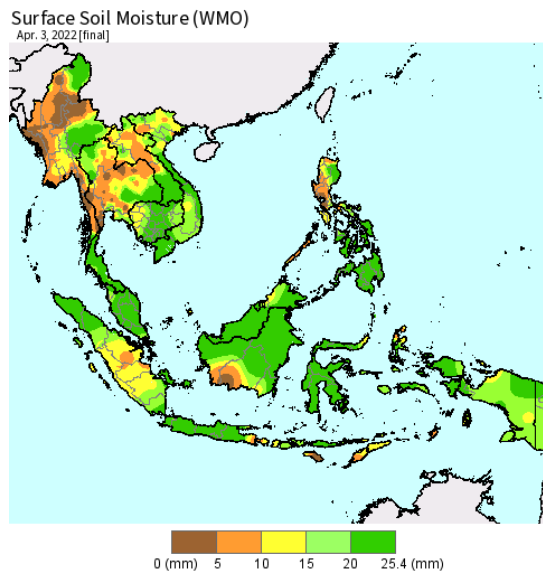 Surface Soil Moisture (WMO)
Apr. 3, 2022 [final]
0 (mm) 5 10 15 20 25.4 (mm)